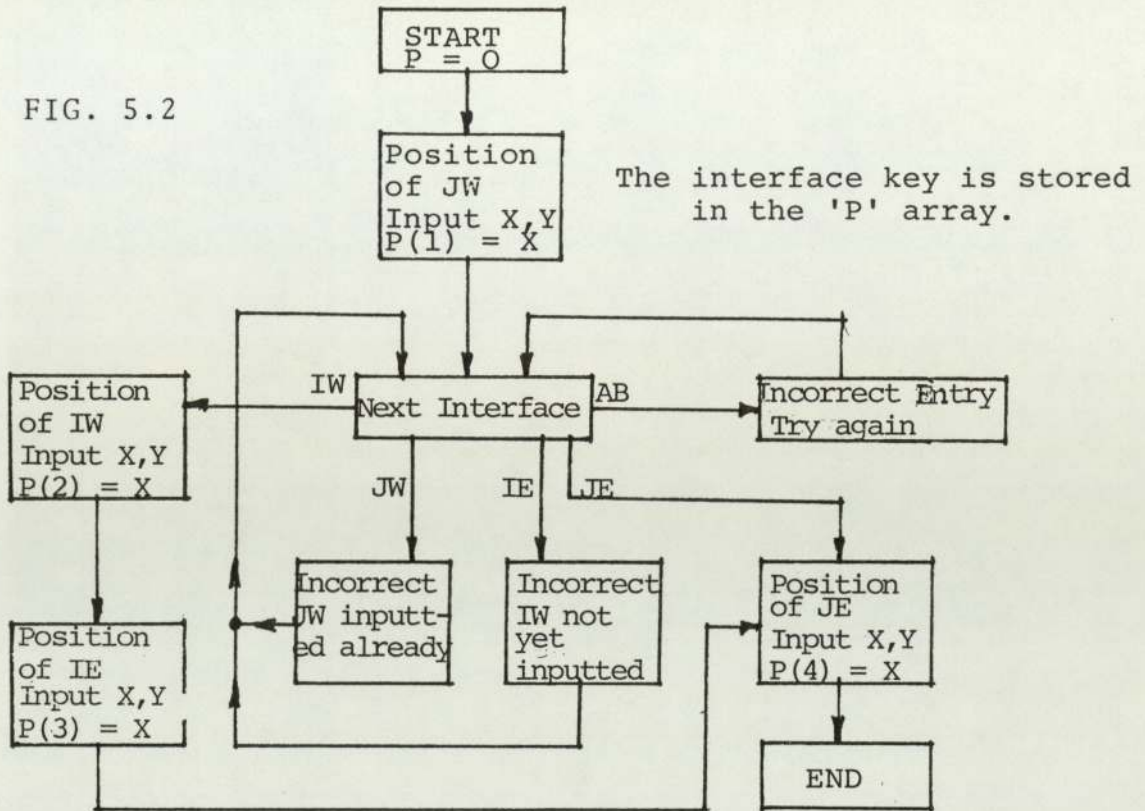 START
P = O
FIG. 5.2
Position
of JW
Input X,Y
P(1) = X
The interface key is stored
in the 'P' array.
IW
Next Interface
AB
Incorrect Entry
Try again
Position
of IW
Input X,Y
P(2) = X
JW
IE
JE
Incorrect
JW inputt-
ed already
Incorrect
IW not
yet
inputted
Position
of JE
Input X,Y
P(4) = X
Position
of IE
Input X,Y
P(3) = X
END